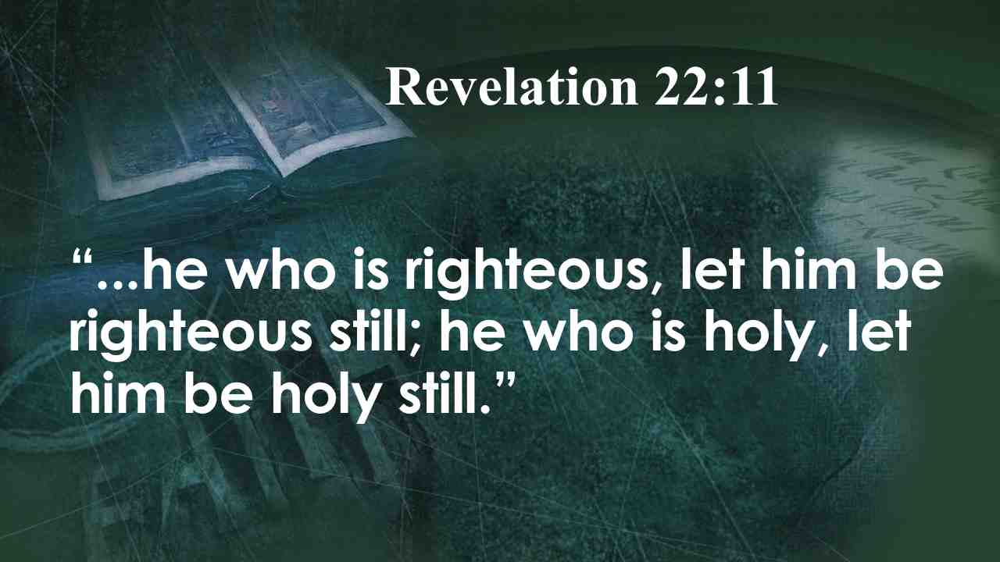 Revelation 22:11
“...he who is righteous, let him be
righteous still; he who is holy, let
him be holy still.”